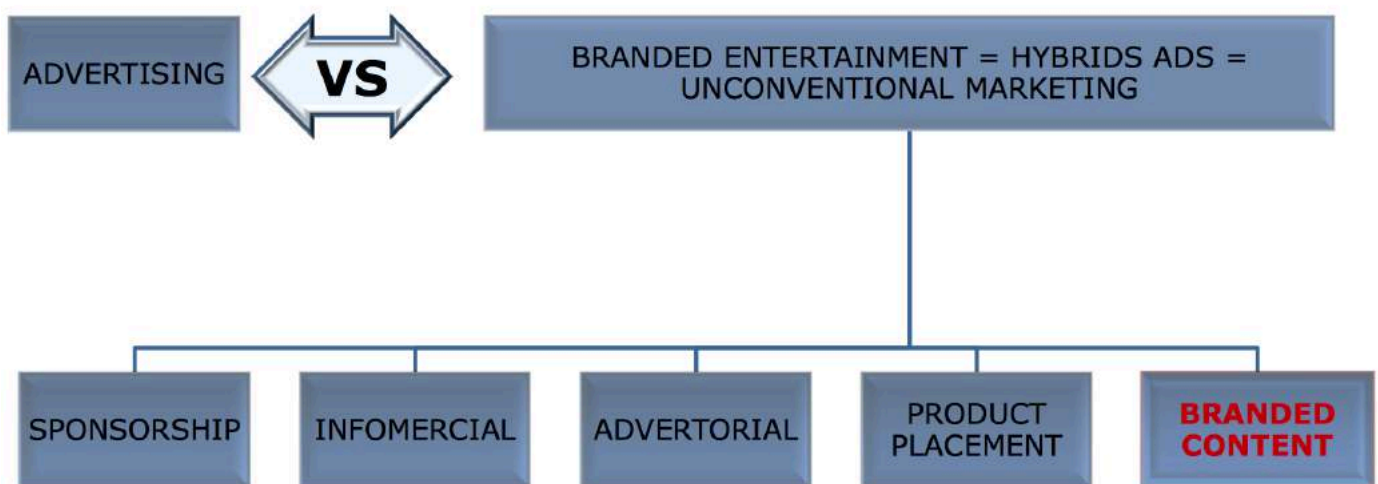 ADVERTISING
VS
BRANDED ENTERTAINMENT = HYBRIDS ADS =
UNCONVENTIONAL MARKETING
SPONSORSHIP
INFOMERCIAL
ADVERTORIAL
PRODUCT
PLACEMENT
BRANDED
CONTENT